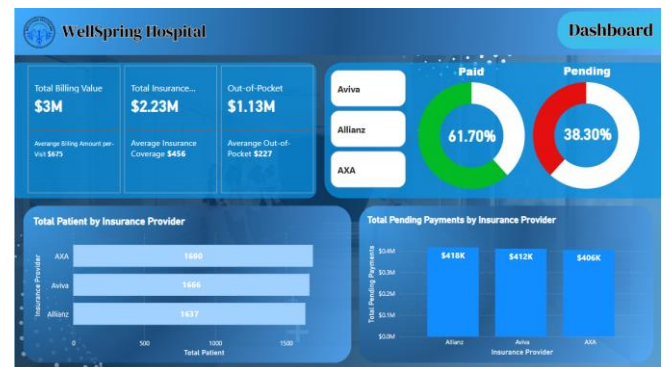 WellSpring Hospital
Dashboard
Total Billing Value
$3M
Averange Billing Amount per-
Visit $675
Total Insurance...
$2.23M
Average Insurance
Coverage $456
Out-of-Pocket
$1.13M
Averange Out-of-
Pocket $227
Aviva
Allianz
AXA
Paid
61.70%
Pending
38.30%
Total Patient by Insurance Provider
Insurance Provider
AXA
1690
Aviva
1666
Allianz
1637
0
500
1000
1500
Total Patient
Total Pending Payments by Insurance Provider
Total Pending Payments
$0.4M
$0.3M
$0.2M
$0.1M
$0.0M
$418K
$412K
$406K
Allianz
Aviva
AXA
Insurance Provider